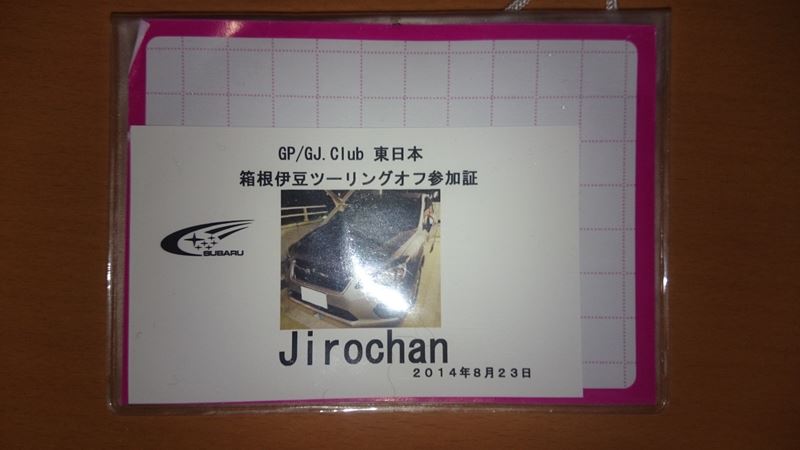 GP/GJ.Club 東日本
箱根伊豆ツーリングオフ参加証
SUBARU
Jirochan
２０１４年８月２３日